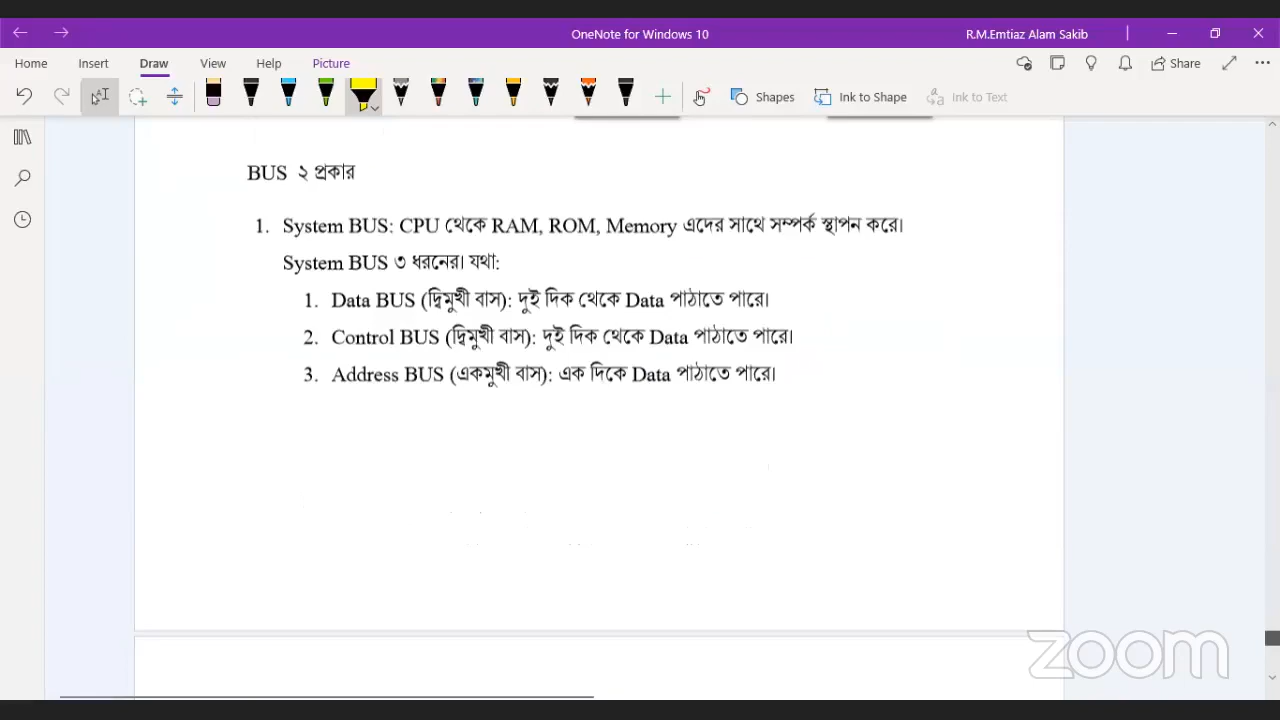 OneNote for Windows 10
R.M.Emtiaz Alam Sakib
Home Insert Draw View Help Picture
Share
Shapes Ink to Shape Ink to Text
BUS ২ প্রকার
1. System BUS: CPU থেকে RAM, ROM, Memory এদের সাথে সম্পর্ক স্থাপন করে।
System BUS ৩ ধরনের। যথা:
1. Data BUS (দ্বিমুখী বাস): দুই দিক থেকে Data পাঠাতে পারে।
2. Control BUS (দ্বিমুখী বাস): দুই দিক থেকে Data পাঠাতে পারে।
3. Address BUS (একমুখী বাস): এক দিকে Data পাঠাতে পারে।
zoom